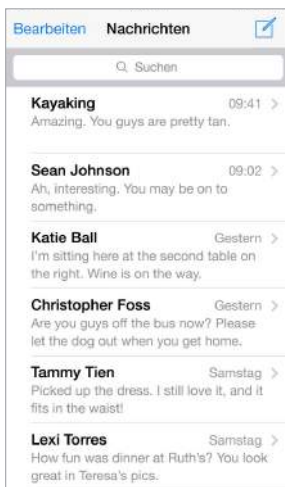 Bearbeiten Nachrichten
Suchen
Kayaking 09:41
Amazing. You guys are pretty tan.
Sean Johnson 09:02
Ah, interesting. You may be on to
something.
Katie Ball Gestern
I'm sitting here at the second table on
the right. Wine is on the way.
Christopher Foss Gestern
Are you guys off the bus now? Please
let the dog out when you get home.
Tammy Tien Samstag
Picked up the dress. I still love it, and it
fits in the waist!
Lexi Torres Samstag
How fun was dinner at Ruth's? You look
great in Teresa's pics.